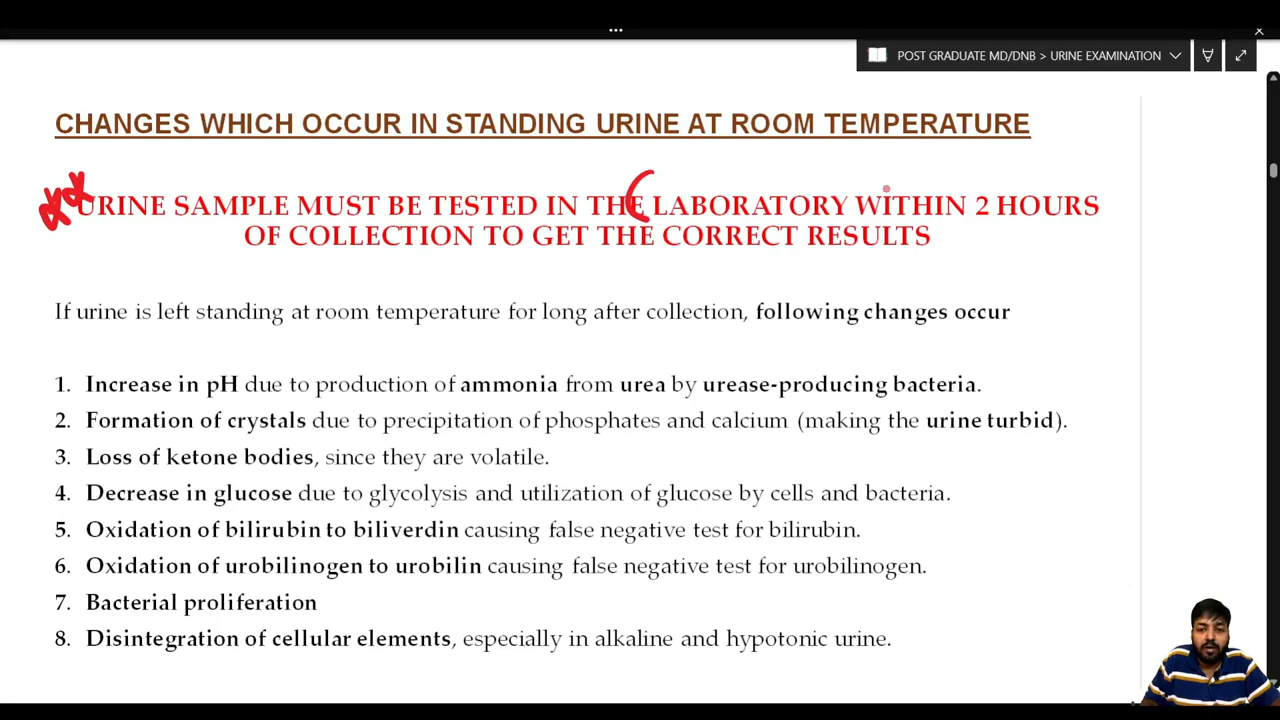 POST GRADUATE MD/DNB > URINE EXAMINATION
CHANGES WHICH OCCUR IN STANDING URINE AT ROOM TEMPERATURE
URINE SAMPLE MUST BE TESTED IN THE LABORATORY WITHIN 2 HOURS
OF COLLECTION TO GET THE CORRECT RESULTS
If urine is left standing at room temperature for long after collection, following changes occur
1. Increase in pH due to production of ammonia from urea by urease-producing bacteria.
2. Formation of crystals due to precipitation of phosphates and calcium (making the urine turbid).
3. Loss of ketone bodies, since they are volatile.
4. Decrease in glucose due to glycolysis and utilization of glucose by cells and bacteria.
5. Oxidation of bilirubin to biliverdin causing false negative test for bilirubin.
6. Oxidation of urobilinogen to urobilin causing false negative test for urobilinogen.
7. Bacterial proliferation
8. Disintegration of cellular elements, especially in alkaline and hypotonic urine.